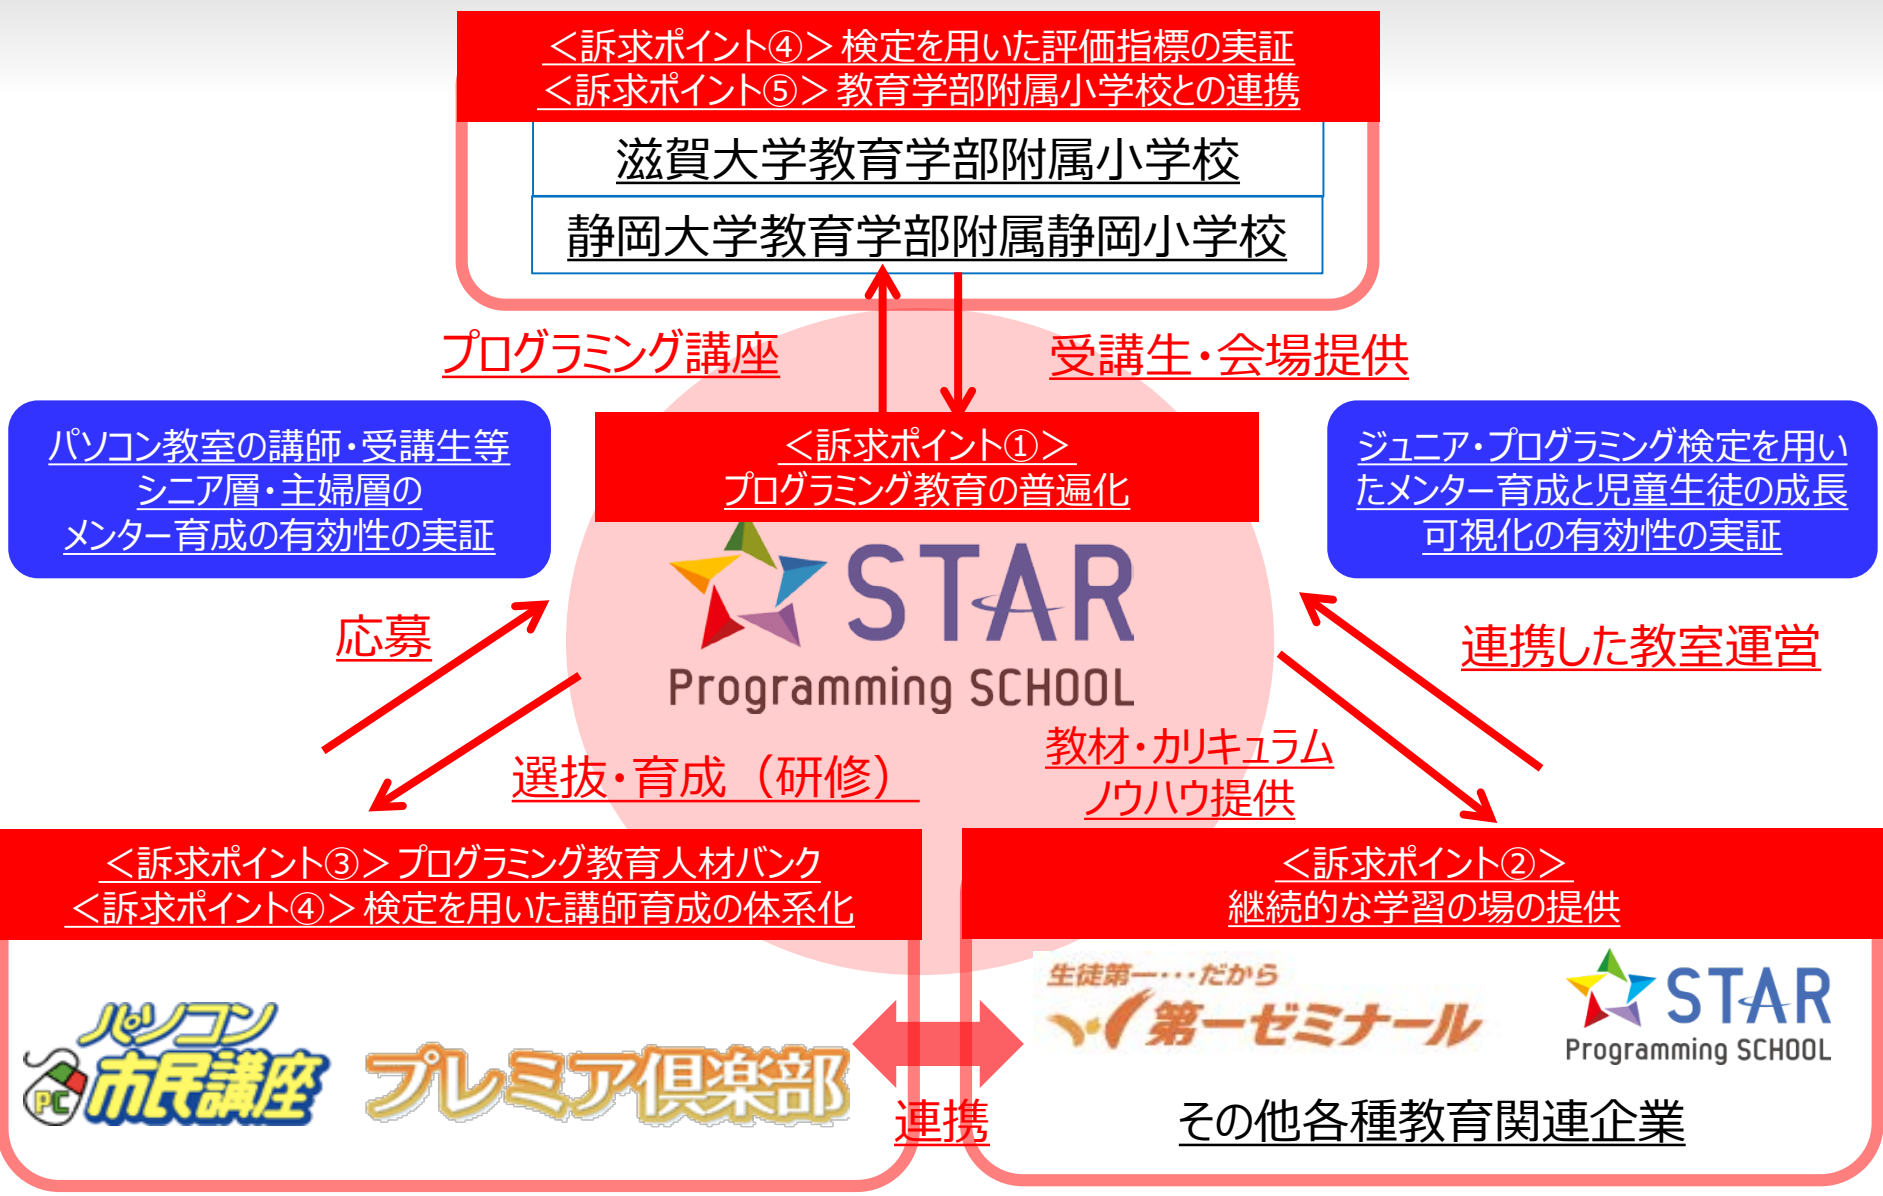 ＜訴求ポイント④＞検定を用いた評価指標の実証
＜訴求ポイント⑤＞教育学部附属小学校との連携
滋賀大学教育学部附属小学校
静岡大学教育学部附属静岡小学校
プログラミング講座
受講生・会場提供
パソコン教室の講師・受講生等
シニア層・主婦層の
メンター育成の有効性の実証
＜訴求ポイント①＞
プログラミング教育の普遍化
ジュニア・プログラミング検定を用い
たメンター育成と児童生徒の成長
可視化の有効性の実証
STAR
Programming SCHOOL
応募
連携した教室運営
選抜・育成（研修）
教材・カリキュラム
ノウハウ提供
＜訴求ポイント③＞プログラミング教育人材バンク
＜訴求ポイント④＞検定を用いた講師育成の体系化
パソコン
PC
市民講座
プレミア倶楽部
連携
＜訴求ポイント②＞
継続的な学習の場の提供
生徒第一・・・だから
第一ゼミナール
STAR
Programming SCHOOL
その他各種教育関連企業